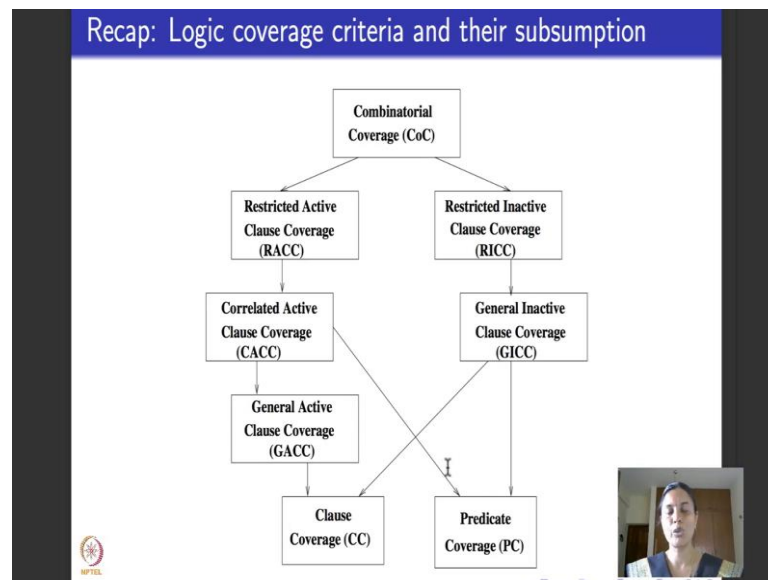 Recap: Logic coverage criteria and their subsumption
Combinatorial
Coverage (CoC)
Restricted Active
Clause Coverage
(RACC)
Restricted Inactive
Clause Coverage
(RICC)
Correlated Active
Clause Coverage
(CACC)
General Inactive
Clause Coverage
(GICC)
General Active
Clause Coverage
(GACC)
Clause
Coverage (CC)
Predicate
Coverage (PC)
NPTEL